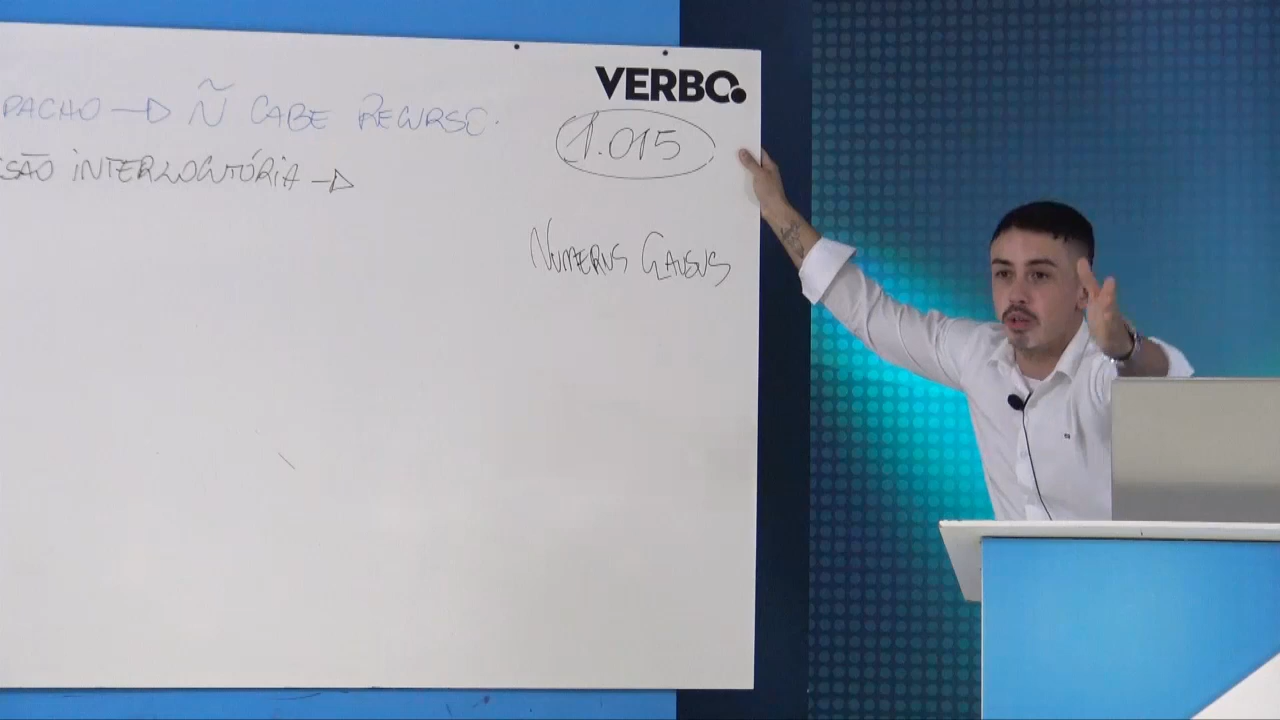 VERBO.
PACHO → Ñ CABE RECURSO.
1.015
SÃO INTERLOCUTÓRIA →
NUMERUS CLAUSUS